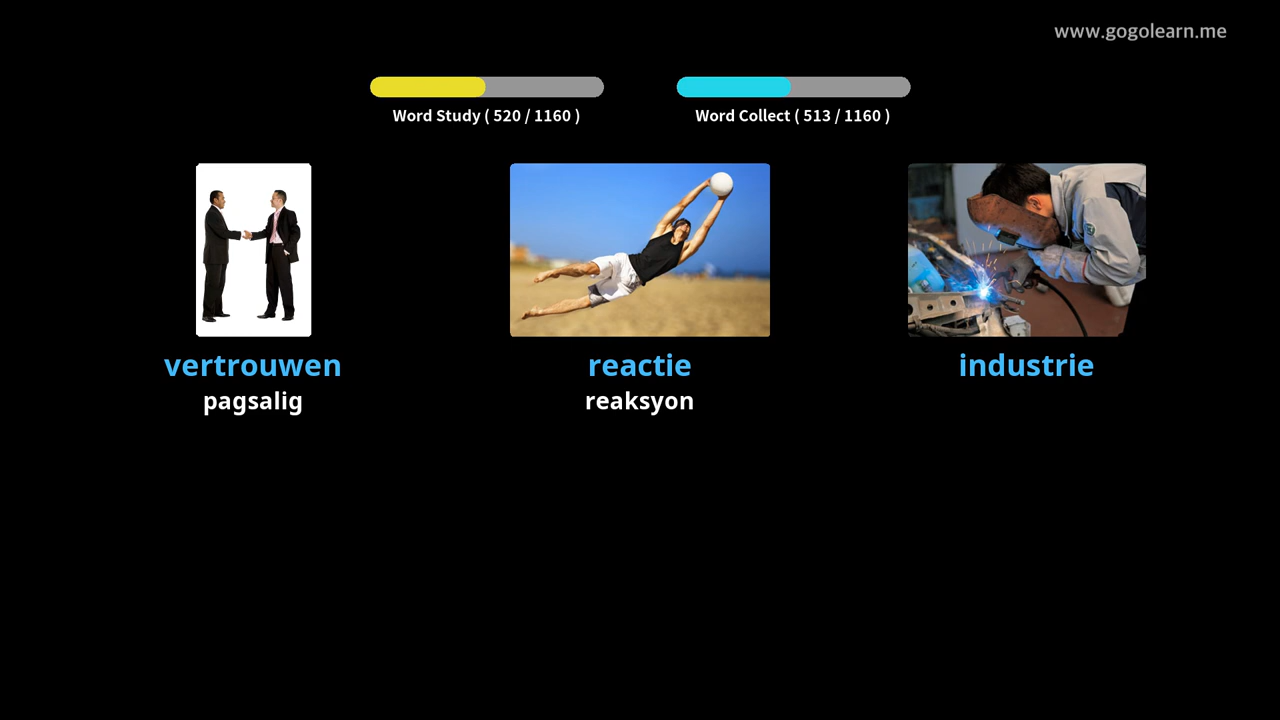 www.gogolearn.me
Word Study ( 520 / 1160 )
Word Collect ( 513 / 1160 )
vertrouwen
pagsalig
reactie
reaksyon
industrie